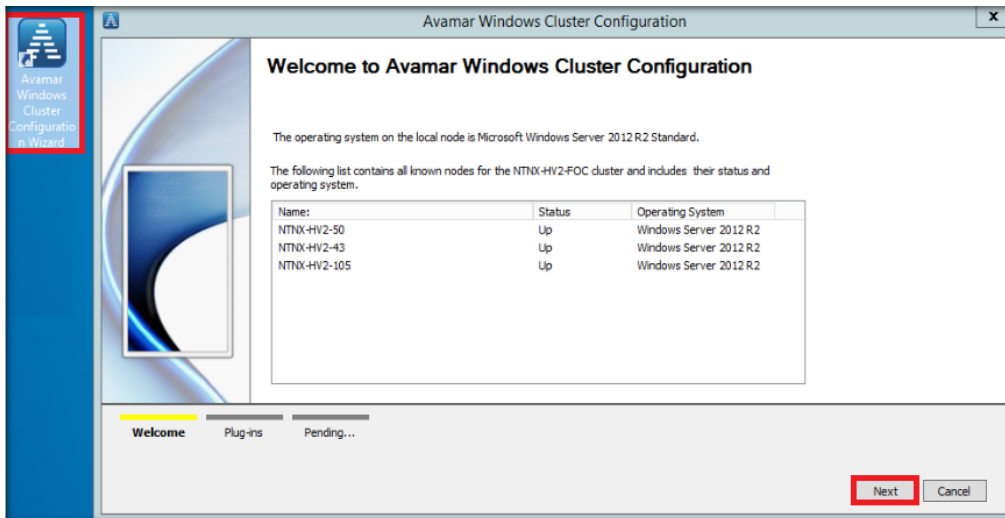 Avamar Windows Cluster Configuration
x
Avamar
Windows
Cluster
Configuratio
n Wizard
Welcome to Avamar Windows Cluster Configuration
The operating system on the local node is Microsoft Windows Server 2012 R2 Standard.
The following list contains all known nodes for the NTNX-HV2-FOC cluster and includes their status and
operating system.
Name: Status Operating System
NTNX-HV2-50 Up Windows Server 2012 R2
NTNX-HV2-43 Up Windows Server 2012 R2
NTNX-HV2-105 Up Windows Server 2012 R2
Welcome Plug-ins Pending...
Next Cancel